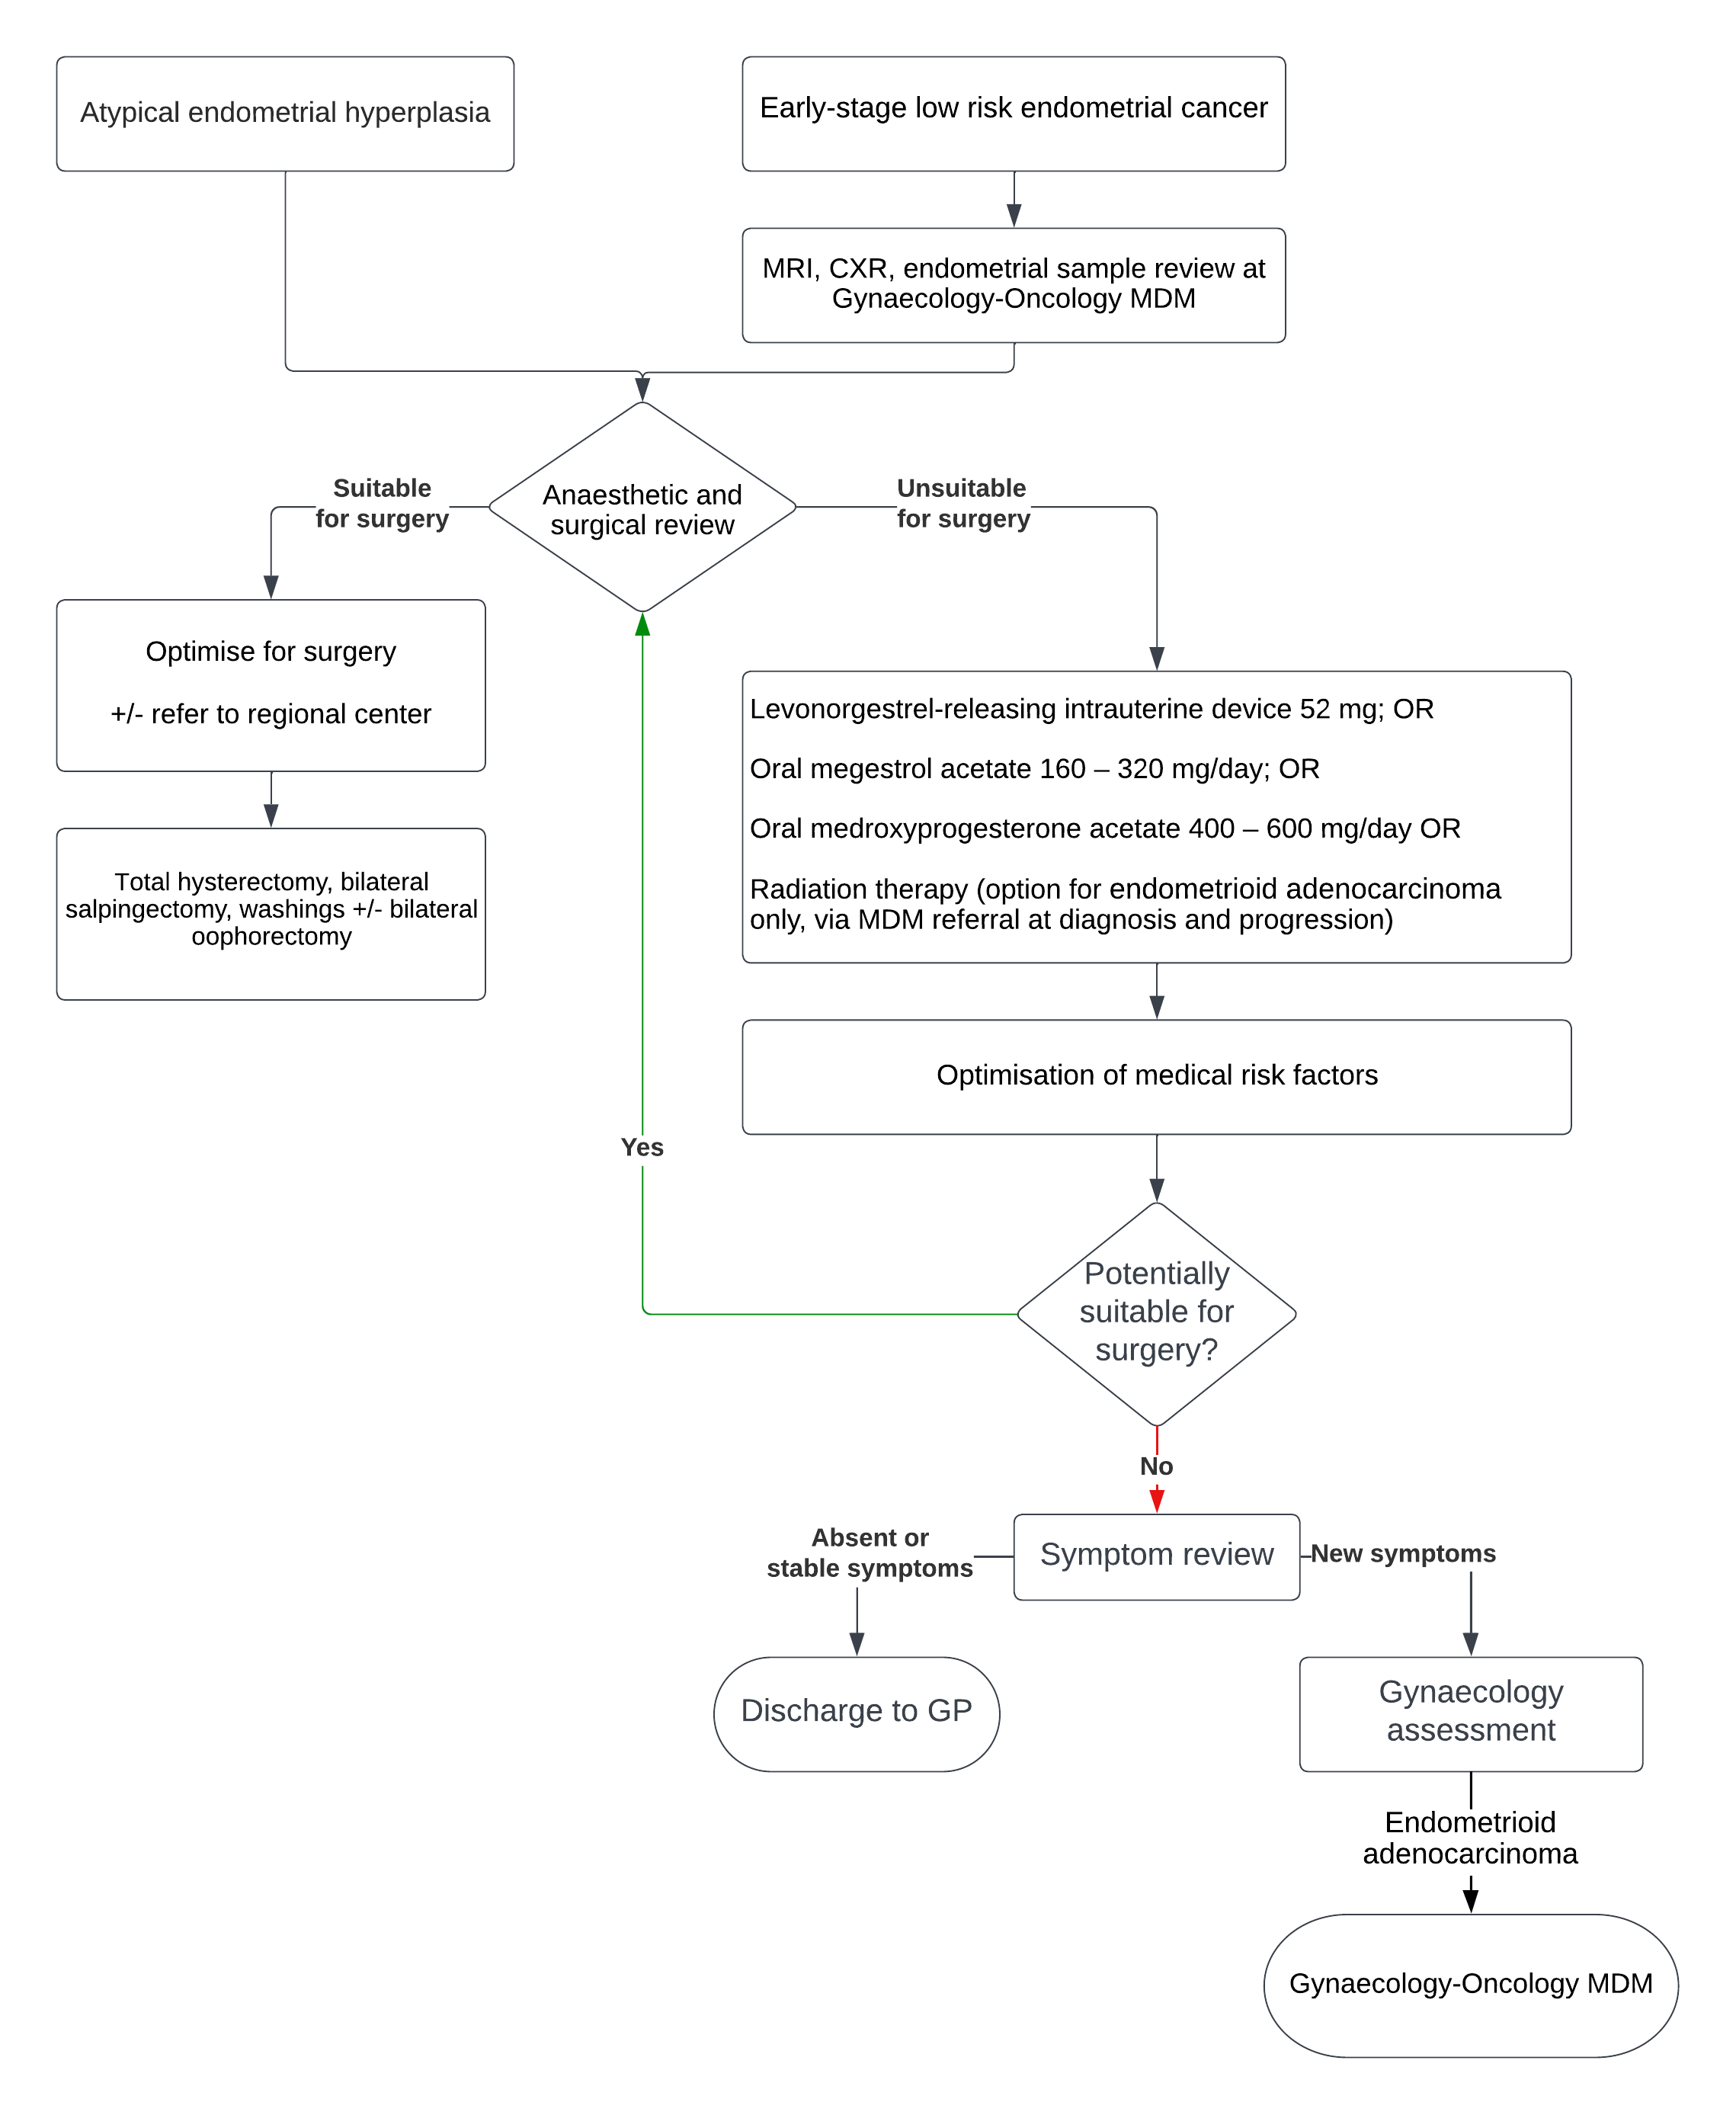 Atypical endometrial hyperplasia
Early-stage low risk endometrial cancer
MRI, CXR, endometrial sample review at
Gynaecology-Oncology MDM
Anaesthetic and
surgical review
Suitable
for surgery
Unsuitable
for surgery
Optimise for surgery
+/- refer to regional center
Total hysterectomy, bilateral
salpingectomy, washings +/- bilateral
oophorectomy
Levonorgestrel-releasing intrauterine device 52 mg; OR
Oral megestrol acetate 160 – 320 mg/day; OR
Oral medroxyprogesterone acetate 400 – 600 mg/day OR
Radiation therapy (option for endometrioid adenocarcinoma
only, via MDM referral at diagnosis and progression)
Optimisation of medical risk factors
Yes
Potentially
suitable for
surgery?
No
Symptom review
Absent or
stable symptoms
New symptoms
Discharge to GP
Gynaecology
assessment
Endometrioid
adenocarcinoma
Gynaecology-Oncology MDM